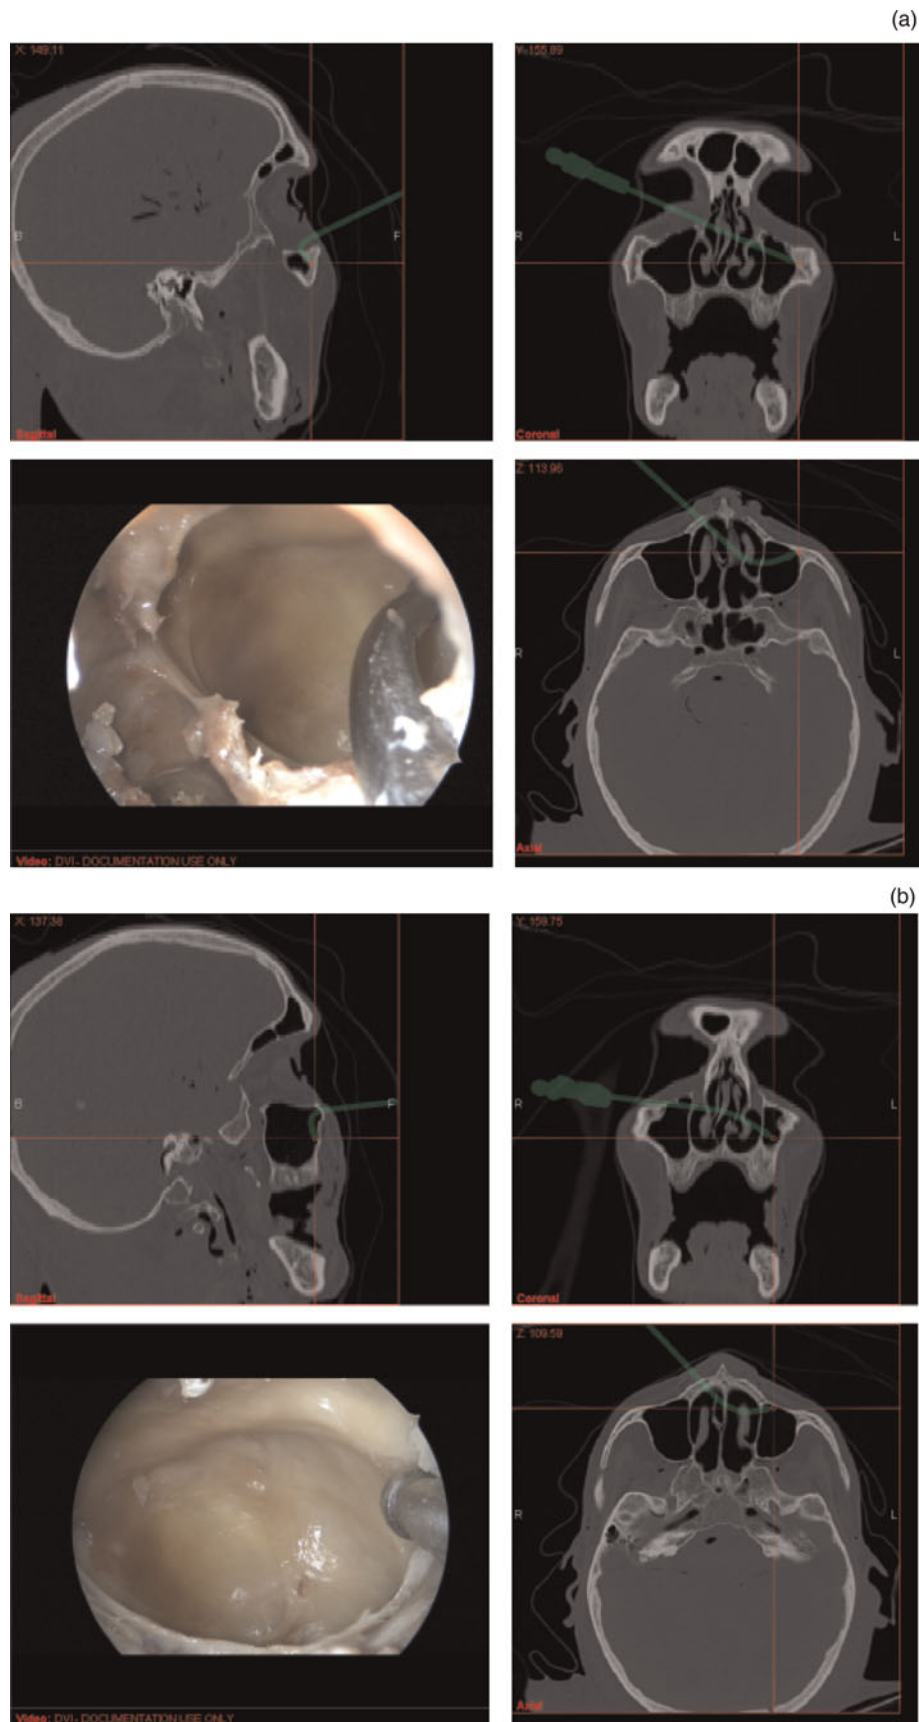 (a)
X: 149.11
Y: 155.89
B
F
R
L
Sagittal
Coronal
Z: 113.96
R
L
Video: DVI - DOCUMENTATION USE ONLY
Axial
(b)
X: 137.38
Y: 159.75
B
F
R
L
Sagittal
Coronal
Z: 109.59
R
L
Video: DVI - DOCUMENTATION USE ONLY
Axial